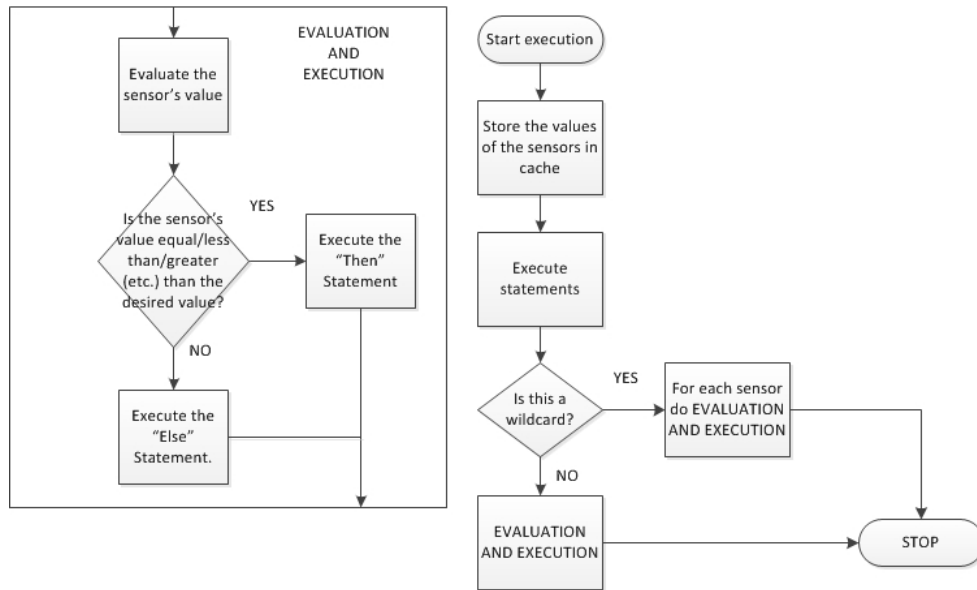 EVALUATION
AND
EXECUTION
Evaluate the
sensor's value
Is the sensor's
value equal/less
than/greater
(etc.) than the
desired value?
YES
Execute the
“Then”
Statement
NO
Execute the
“Else”
Statement.
Start execution
Store the values
of the sensors in
cache
Execute
statements
Is this a
wildcard?
YES
For each sensor
do EVALUATION
AND EXECUTION
NO
EVALUATION
AND EXECUTION
STOP